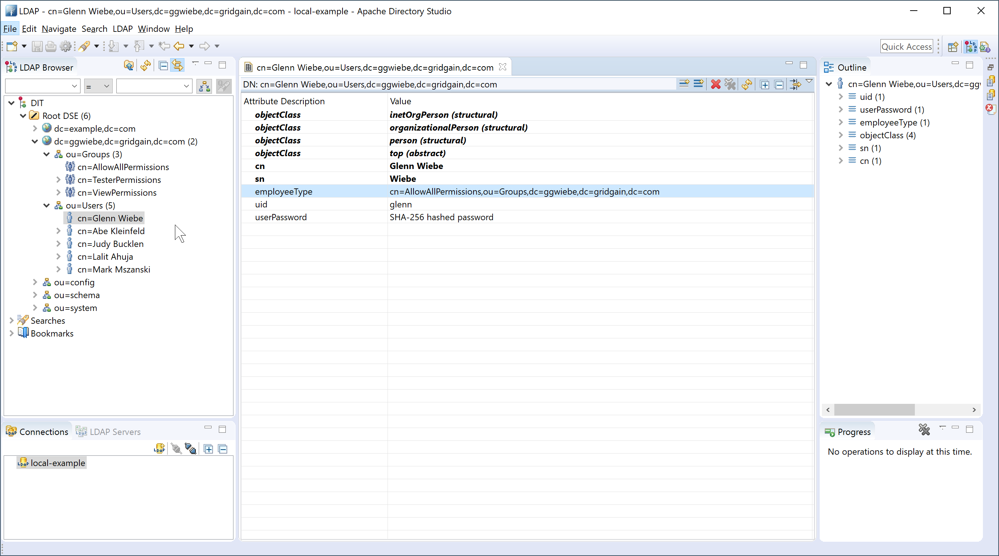 LDAP - cn=Glenn Wiebe,ou=Users,dc=ggwiebe,dc=gridgain,dc=com - local-example - Apache Directory Studio
File Edit Navigate Search LDAP Window Help
Quick Access
LDAP Browser
=
DIT
Root DSE (6)
dc=example,dc=com
dc=ggwiebe,dc=gridgain,dc=com (2)
ou=Groups (3)
cn=AllowAllPermissions
cn=TesterPermissions
cn=ViewPermissions
ou=Users (5)
cn=Glenn Wiebe
cn=Abe Kleinfeld
cn=Judy Bucklen
cn=Lalit Ahuja
cn=Mark Mszanski
ou=config
ou=schema
ou=system
Searches
Bookmarks
Connections
LDAP Servers
local-example
cn=Glenn Wiebe,ou=Users,dc=ggwiebe,dc=gridgain,dc=com
DN: cn=Glenn Wiebe,ou=Users,dc=ggwiebe,dc=gridgain,dc=com
Attribute Description Value
objectClass inetOrgPerson (structural)
objectClass organizationalPerson (structural)
objectClass person (structural)
objectClass top (abstract)
cn Glenn Wiebe
sn Wiebe
employeeType cn=AllowAllPermissions,ou=Groups,dc=ggwiebe,dc=gridgain,dc=com
uid glenn
userPassword SHA-256 hashed password
Outline
cn=Glenn Wiebe,ou=Users,dc=gg
uid (1)
userPassword (1)
employeeType (1)
objectClass (4)
sn (1)
cn (1)
Progress
No operations to display at this time.